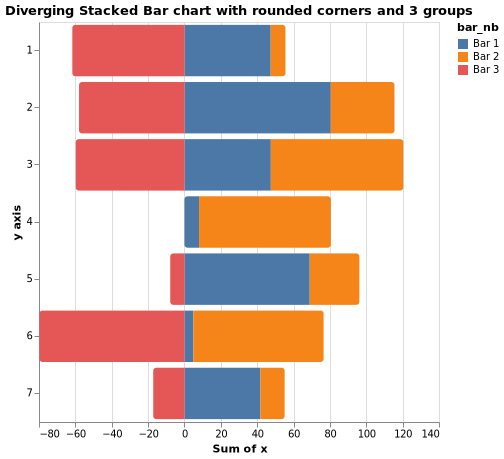 Diverging Stacked Bar chart with rounded corners and 3 groups
bar_nb
Bar 1
Bar 2
Bar 3
y axis
1
2
3
4
5
6
7
−80 −60 −40 −20 0 20 40 60 80 100 120 140
Sum of x